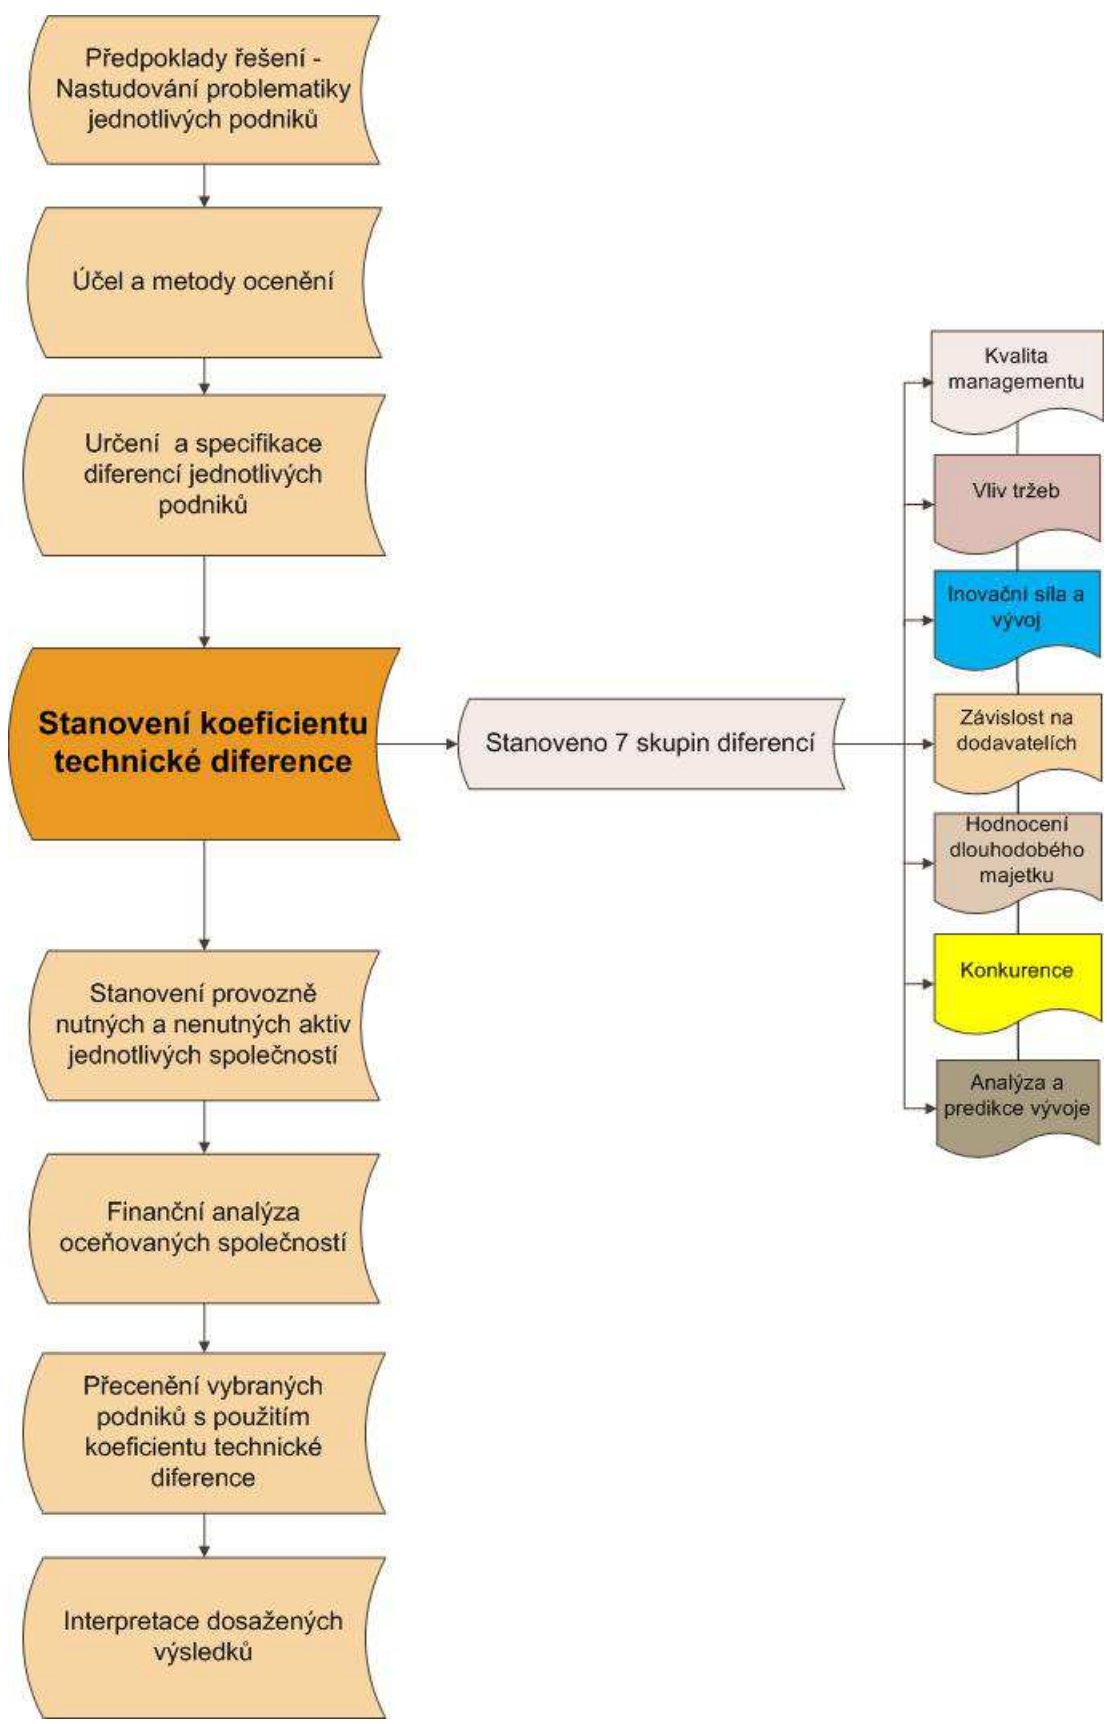 Předpoklady řešení -
Nastudování problematiky
jednotlivých podniků
Účel a metody ocenění
Určení  a specifikace
diferencí jednotlivých
podniků
Stanovení koeficientu
technické diference
Stanoveno 7 skupin diferencí
Kvalita
managementu
Vliv tržeb
Inovační síla a
vývoj
Závislost na
dodavatelích
Hodnocení
dlouhodobého
majetku
Konkurence
Analýza a
predikce vývoje
Stanovení provozně
nutných a nenutných aktiv
jednotlivých společností
Finanční analýza
oceňovaných společností
Přecenění vybraných
podniků s použitím
koeficientu technické
diference
Interpretace dosažených
výsledků